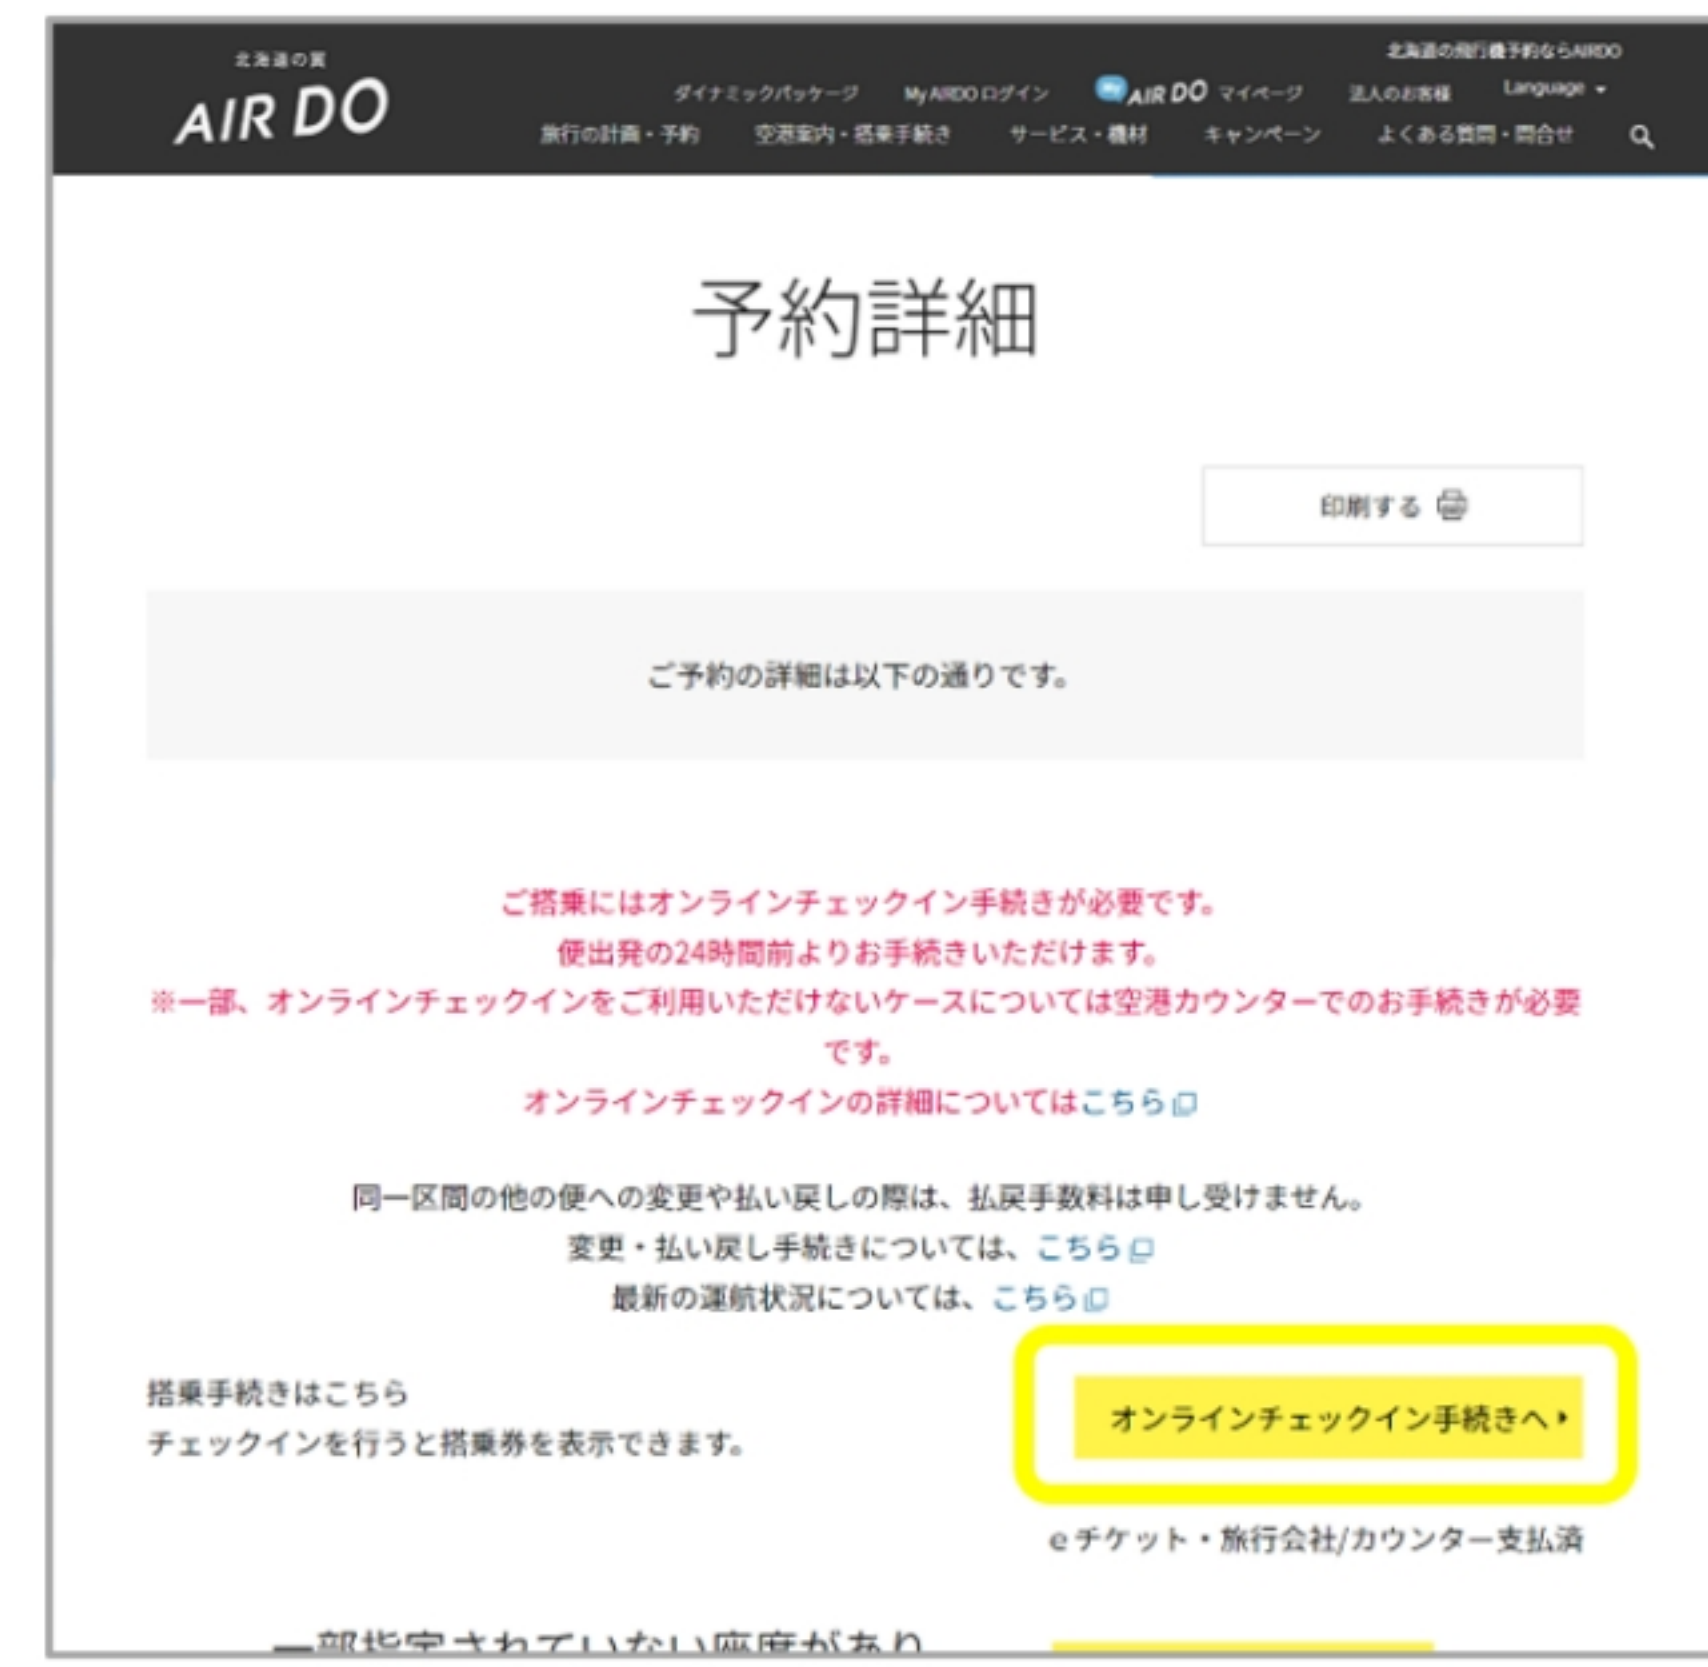 北海道の翼
AIR DO
北海道の飛行機予約ならAIRDO
ダイナミックパッケージ My AIRDO ログイン My AIR DO マイページ 法人のお客様 Language
旅行の計画・予約 空港案内・搭乗手続き サービス・機材 キャンペーン よくある質問・問合せ
予約詳細
印刷する
ご予約の詳細は以下の通りです。
ご搭乗にはオンラインチェックイン手続きが必要です。
便出発の24時間前よりお手続きいただけます。
※一部、オンラインチェックインをご利用いただけないケースについては空港カウンターでのお手続きが必要
です。
オンラインチェックインの詳細についてはこちら
同一区間の他の便への変更や払い戻しの際は、払戻手数料は申し受けません。
変更・払い戻し手続きについては、こちら
最新の運航状況については、こちら
搭乗手続きはこちら
チェックインを行うと搭乗券を表示できます。
オンラインチェックイン手続きへ
eチケット・旅行会社/カウンター支払済
一部指定されていない座席があり